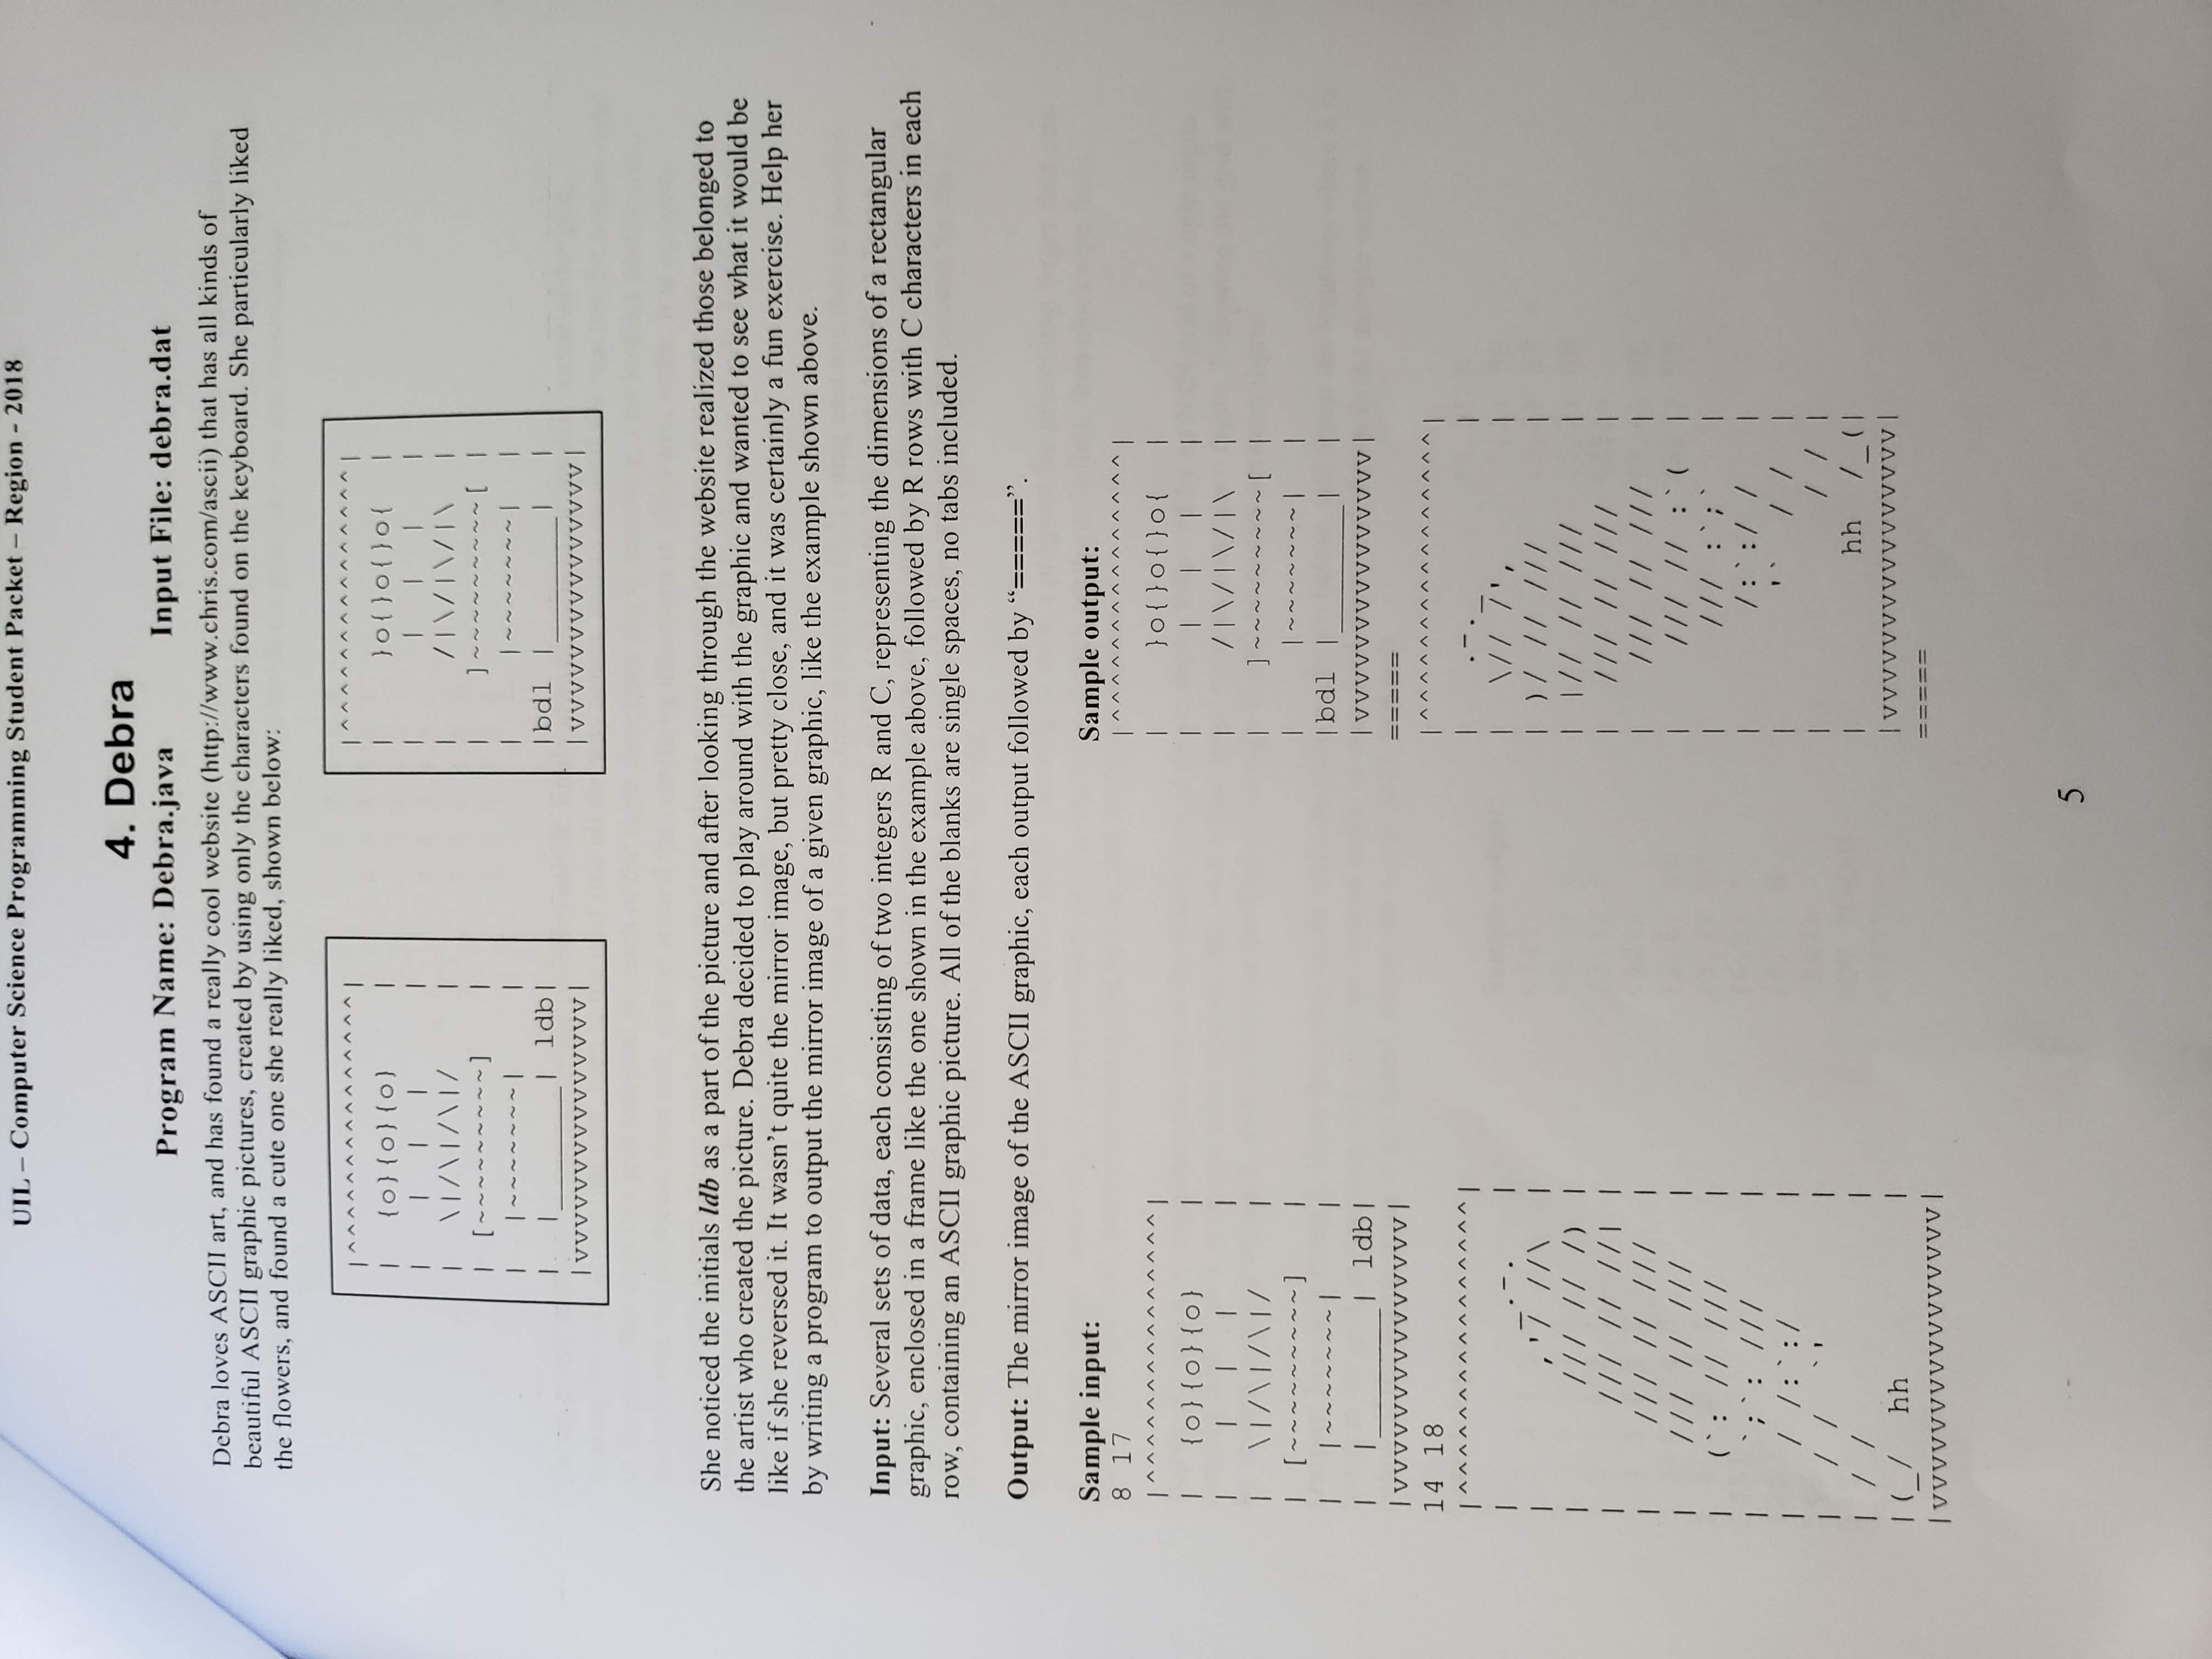 UIL – Computer Science Programming Student Packet – Region - 2018
4. Debra
Program Name: Debra.java Input File: debra.dat
Debra loves ASCII art, and has found a really cool website (http://www.chris.com/ascii) that has all kinds of
beautiful ASCII graphic pictures, created by using only the characters found on the keyboard. She particularly liked
the flowers, and found a cute one she really liked, shown below:
|^^^^^^^^^^^^^^^|          |^^^^^^^^^^^^^^^|
|  {o}{o}{o}    |          |    }o{}o{}o{  |
|   |  |  |     |          |     |  |  |   |
|  \|/\|/\|/    |          |    /|\/|\/|\  |
| [~~~~~~~~~]   |          |   ]~~~~~~~~~[ |
|  |~~~~~~~|    |          |    |~~~~~~~|  |
|  |_______| ldb|          |bdl |_______|  |
|vvvvvvvvvvvvvvv|          |vvvvvvvvvvvvvvv|
She noticed the initials ldb as a part of the picture and after looking through the website realized those belonged to
the artist who created the picture. Debra decided to play around with the graphic and wanted to see what it would be
like if she reversed it. It wasn’t quite the mirror image, but pretty close, and it was certainly a fun exercise. Help her
by writing a program to output the mirror image of a given graphic, like the example shown above.
Input: Several sets of data, each consisting of two integers R and C, representing the dimensions of a rectangular
graphic, enclosed in a frame like the one shown in the example above, followed by R rows with C characters in each
row, containing an ASCII graphic picture. All of the blanks are single spaces, no tabs included.
Output: The mirror image of the ASCII graphic, each output followed by “=====”.
Sample input:
8 17
|^^^^^^^^^^^^^^^|
|  {o}{o}{o}    |
|   |  |  |     |
|  \|/\|/\|/    |
| [~~~~~~~~~]   |
|  |~~~~~~~|    |
|  |_______| ldb|
|vvvvvvvvvvvvvvv|
14 18
|^^^^^^^^^^^^^^^^|
|          _.-.   |
|        ,'/ //\  |
|       /// // /) |
|      /// // //| |
|     /// // ///  |
|    /// // ///   |
|   (`: // ///    |
|    `;`: ///     |
|    / /:`:/      |
|   / /  `'       |
|  / /            |
|(_/  hh          |
|vvvvvvvvvvvvvvvv|
Sample output:
|^^^^^^^^^^^^^^^|
|    }o{}o{}o{  |
|     |  |  |   |
|    /|\/|\/|\  |
|   ]~~~~~~~~~[ |
|    |~~~~~~~|  |
|bdl |_______|  |
|vvvvvvvvvvvvvvv|
=====
|^^^^^^^^^^^^^^^^|
|   .-._          |
|  \// /',        |
| )/ // ///       |
| |// // ///      |
|  /// // ///     |
|   /// // ///    |
|    /// // :`(   |
|     /// :`;`    |
|      /:`:/ /    |
|       '`  / /   |
|            / /  |
|          hh  /_(|
|vvvvvvvvvvvvvvvv|
=====
5